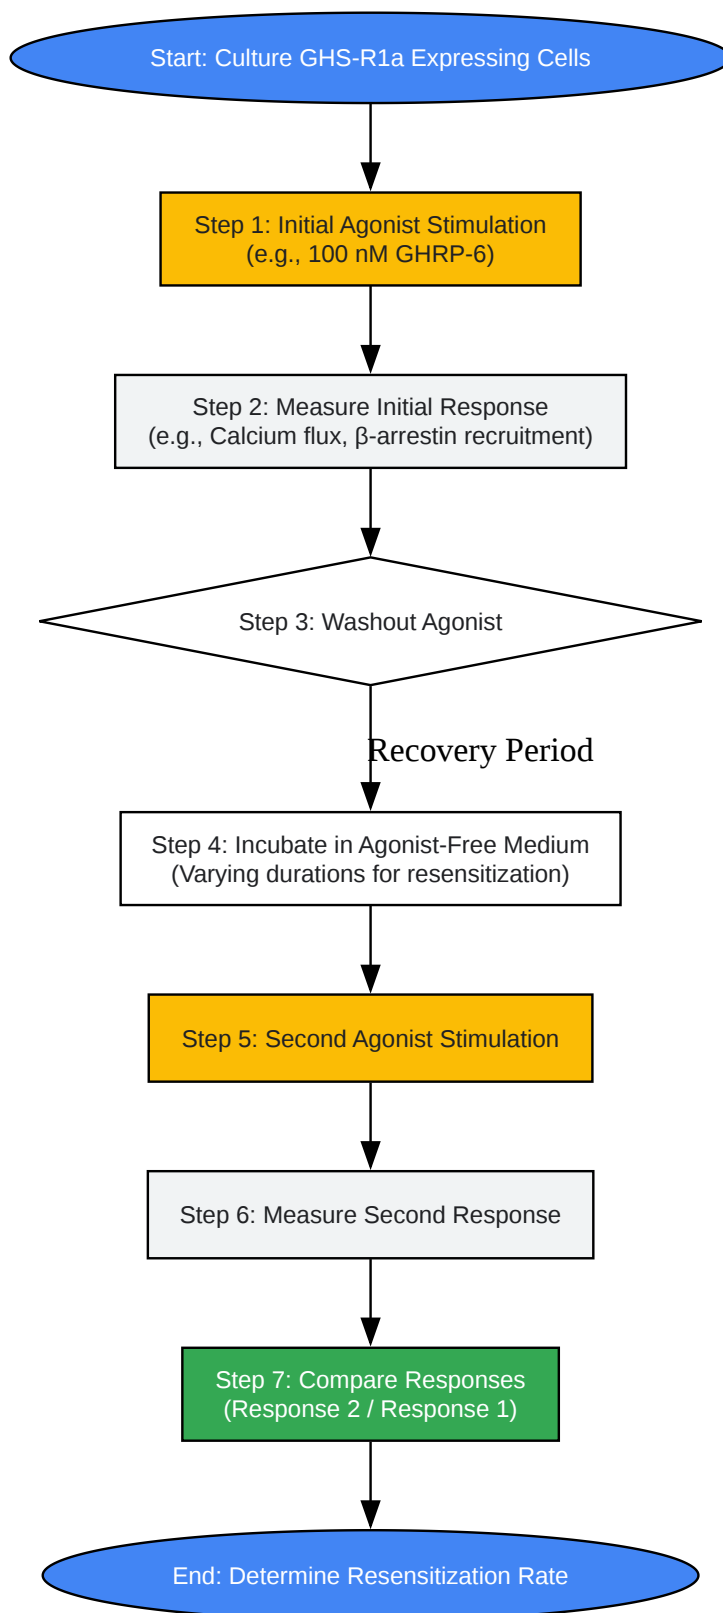 Start: Culture GHS-R1a Expressing Cells
Step 1: Initial Agonist Stimulation
(e.g., 100 nM GHRP-6)
Step 2: Measure Initial Response
(e.g., Calcium flux, β-arrestin recruitment)
Step 3: Washout Agonist
Recovery Period
Step 4: Incubate in Agonist-Free Medium
(Varying durations for resensitization)
Step 5: Second Agonist Stimulation
Step 6: Measure Second Response
Step 7: Compare Responses
(Response 2 / Response 1)
End: Determine Resensitization Rate